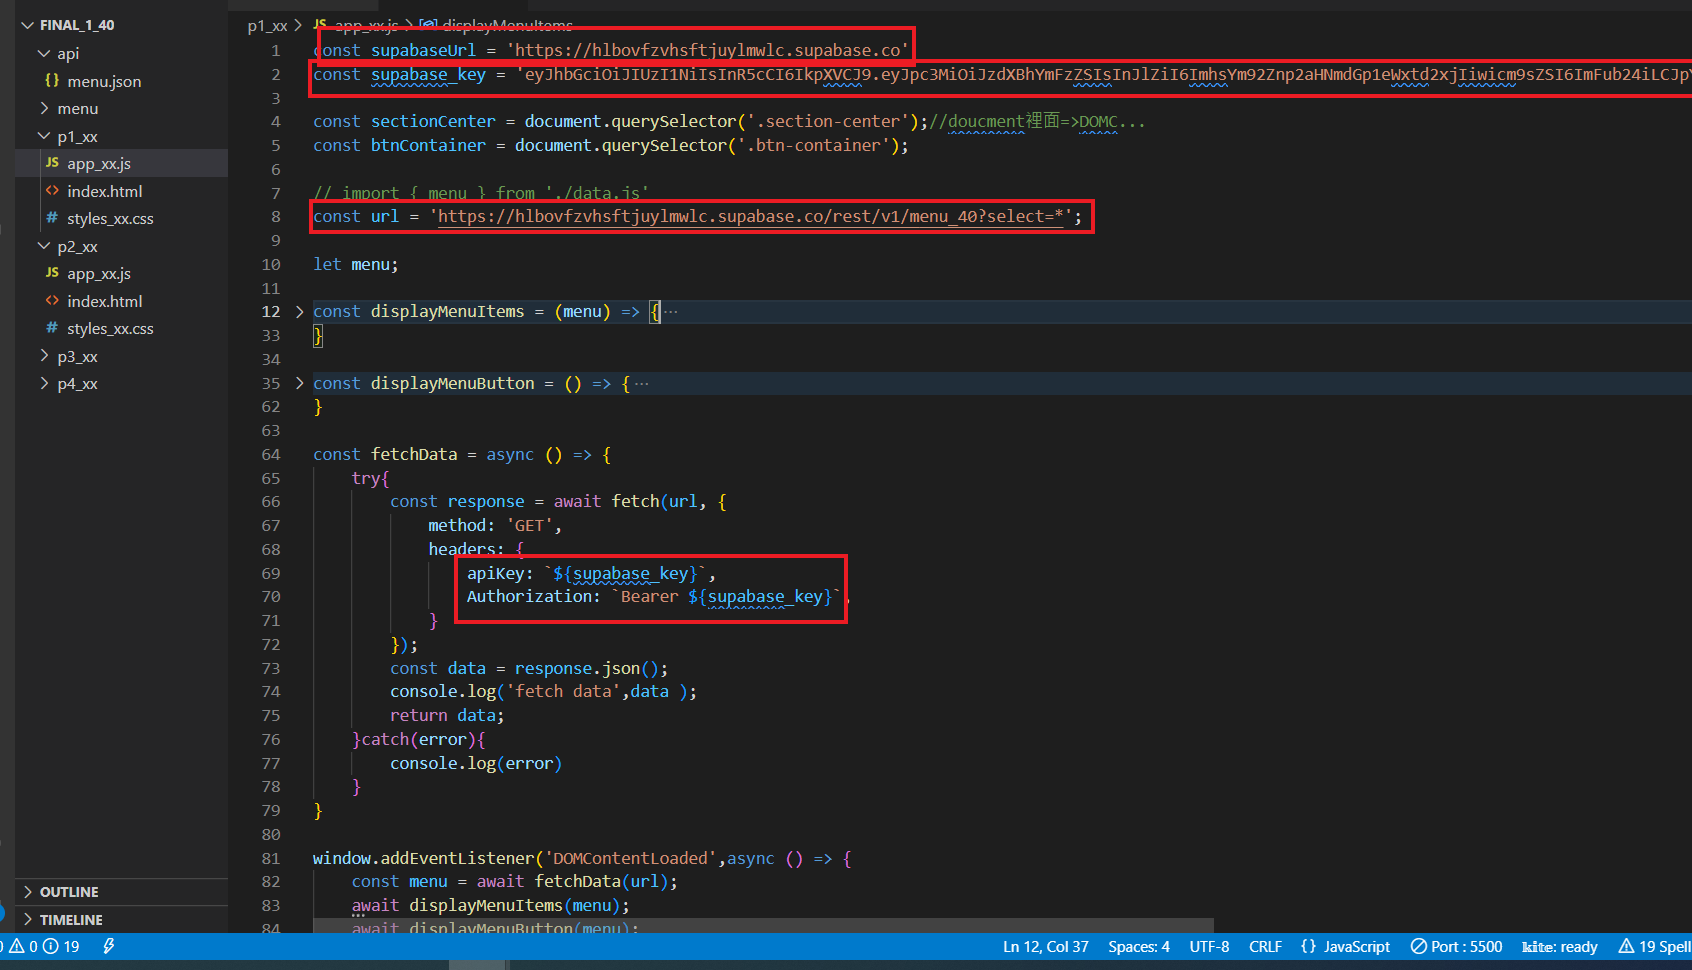 FINAL_1_40
api
{} menu.json
menu
p1_xx
JS app_xx.js
<> index.html
# styles_xx.css
p2_xx
JS app_xx.js
<> index.html
# styles_xx.css
p3_xx
p4_xx
OUTLINE
TIMELINE
p1_xx > JS app_xx.js > displayMenuItems
1 const supabaseUrl = 'https://hlbovfzvhsftjuylmwlc.supabase.co'
2 const supabase_key =
3
4 const sectionCenter = document.querySelector('.section-center');//doucment裡面=>DOMC...
5 const btnContainer = document.querySelector('.btn-container');
6
7 // import { menu } from './data.js'
8 const url = 'https://hlbovfzvhsftjuylmwlc.supabase.co/rest/v1/menu_40?select=*';
9
10 let menu;
11
12 const displayMenuItems = (menu) => {…
33 }
34
35 const displayMenuButton = () => {…
62 }
63
64 const fetchData = async () => {
65 try{
66 const response = await fetch(url, {
67 method: 'GET',
68 headers: {
69 apiKey: `${supabase_key}`,
70 Authorization: `Bearer ${supabase_key}`,
71 }
72 });
73 const data = response.json();
74 console.log('fetch data',data );
75 return data;
76 }catch(error){
77 console.log(error)
78 }
79 }
80
81 window.addEventListener('DOMContentLoaded',async () => {
82 const menu = await fetchData(url);
83 await displayMenuItems(menu);
84 await displayMenuButton(menu);
0 0 19 Ln 12, Col 37 Spaces: 4 UTF-8 CRLF {} JavaScript Port : 5500 kite: ready 19 Spell